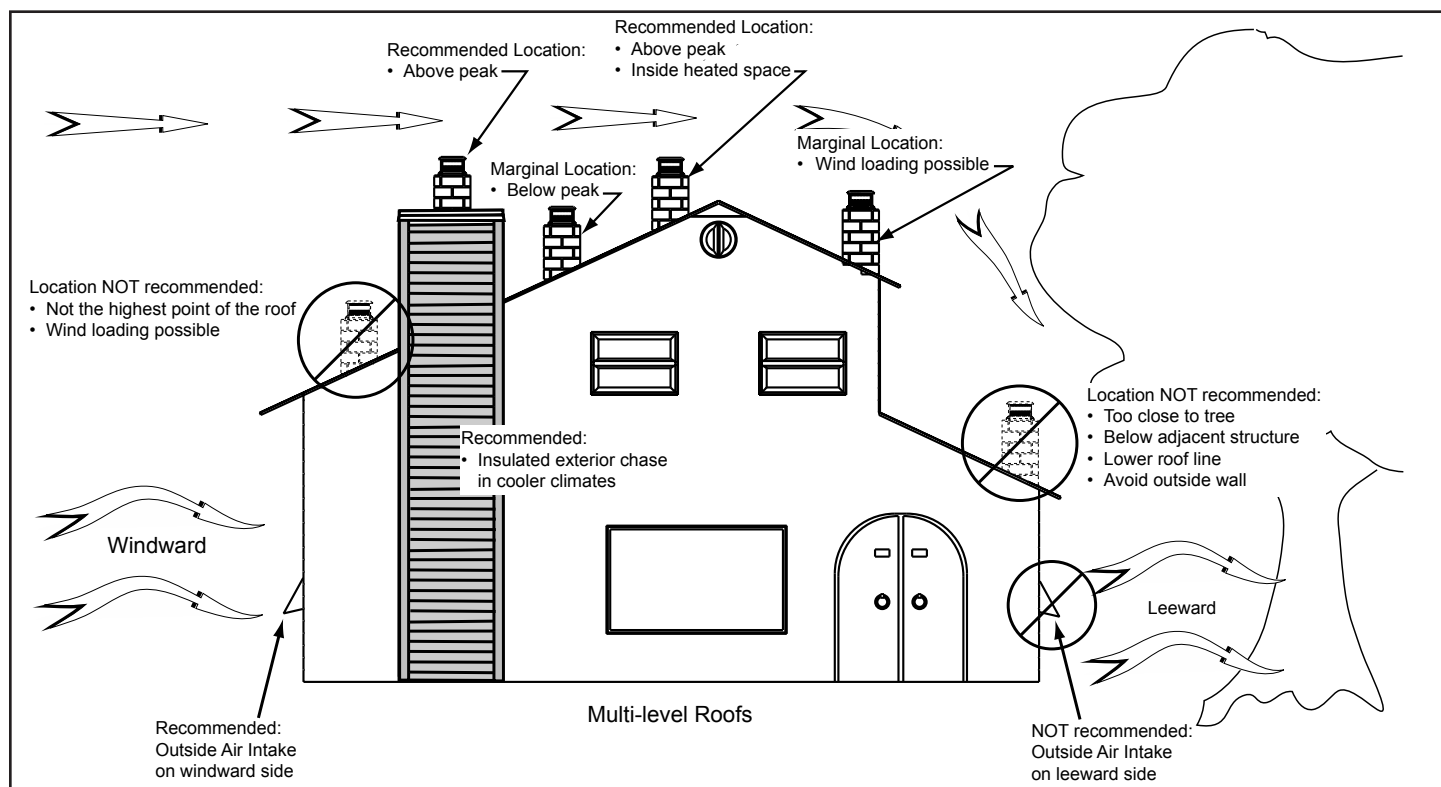 Recommended Location:
• Above peak
Recommended Location:
• Above peak
• Inside heated space
Marginal Location:
• Below peak
Marginal Location:
• Wind loading possible
Location NOT recommended:
• Not the highest point of the roof
• Wind loading possible
Recommended:
• Insulated exterior chase
in cooler climates
Location NOT recommended:
• Too close to tree
• Below adjacent structure
• Lower roof line
• Avoid outside wall
Windward
Leeward
Recommended:
Outside Air Intake
on windward side
Multi-level Roofs
NOT recommended:
Outside Air Intake
on leeward side